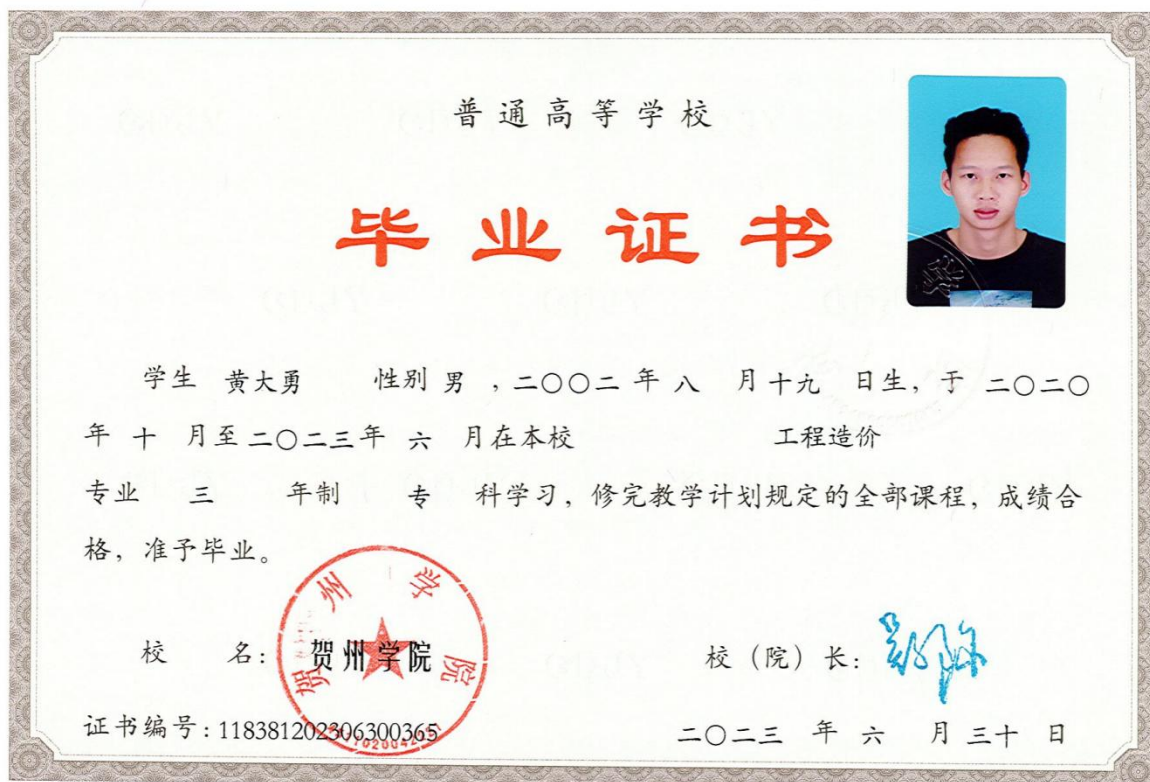 普通高等学校
毕业证书
学生 黄大勇 性别 男 ，二〇〇二 年 八 月 十九 日生，于 二〇二〇
年 十 月至 二〇二三 年 六 月在本校 工程造价
专业 三 年制 专 科学习，修完教学计划规定的全部课程，成绩合
格，准予毕业。
贺州学院
校 名： 贺州学院
校（院）长：
证书编号：118381202306300365
二〇二三 年 六 月 三十 日